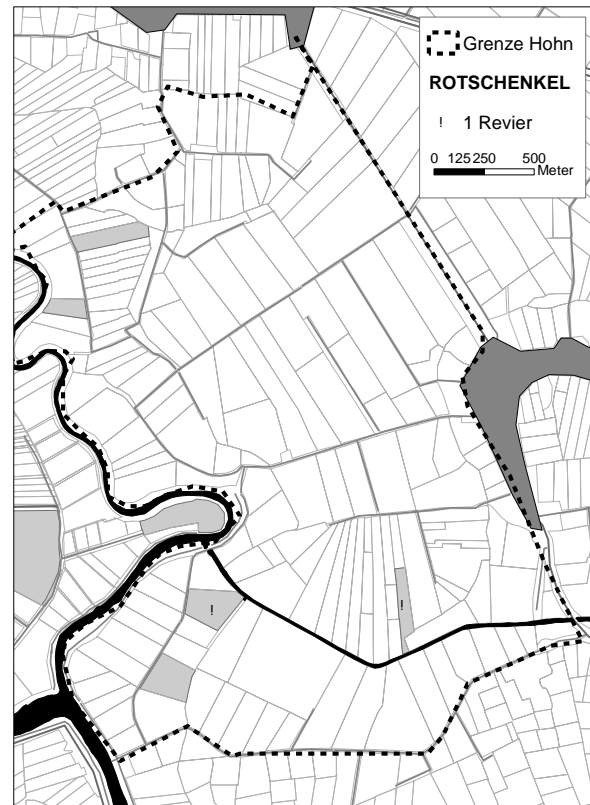 Grenze Hohn
ROTSCHENKEL
! 1 Revier
0 125 250 500
Meter
!
!